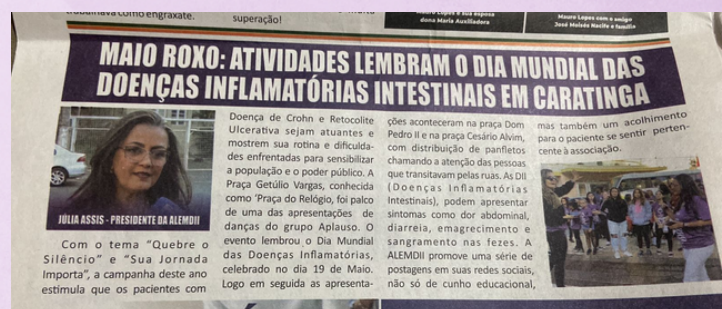 trabalhava como engraxate.
superação!
Mauro Lopes e sua esposa
dona Maria Auxiliadora
Mauro Lopes com o amigo
José Moisés Nacife e família
MAIO ROXO: ATIVIDADES LEMBRAM O DIA MUNDIAL DAS
DOENÇAS INFLAMATÓRIAS INTESTINAIS EM CARATINGA
JÚLIA ASSIS - PRESIDENTE DA ALEMDII
Com o tema “Quebre o
Silêncio” e “Sua Jornada
Importa”, a campanha deste ano
estimula que os pacientes com
Doença de Crohn e Retocolite
Ulcerativa sejam atuantes e
mostrem sua rotina e dificulda-
des enfrentadas para sensibilizar
a população e o poder público. A
Praça Getúlio Vargas, conhecida
como ‘Praça do Relógio, foi palco
de uma das apresentações de
danças do grupo Aplauso. O
evento lembrou o Dia Mundial
das Doenças Inflamatórias,
celebrado no dia 19 de Maio.
Logo em seguida as apresenta-
ções aconteceram na praça Dom
Pedro II e na praça Cesário Alvim,
com distribuição de panfletos
chamando a atenção das pessoas
que transitavam pelas ruas. As DII
(Doenças Inflamatórias
Intestinais), podem apresentar
sintomas como dor abdominal,
diarreia, emagrecimento e
sangramento nas fezes. A
ALEMDII promove uma série de
postagens em suas redes sociais,
não só de cunho educacional,
mas também um acolhimento
para o paciente se sentir perten-
cente à associação.